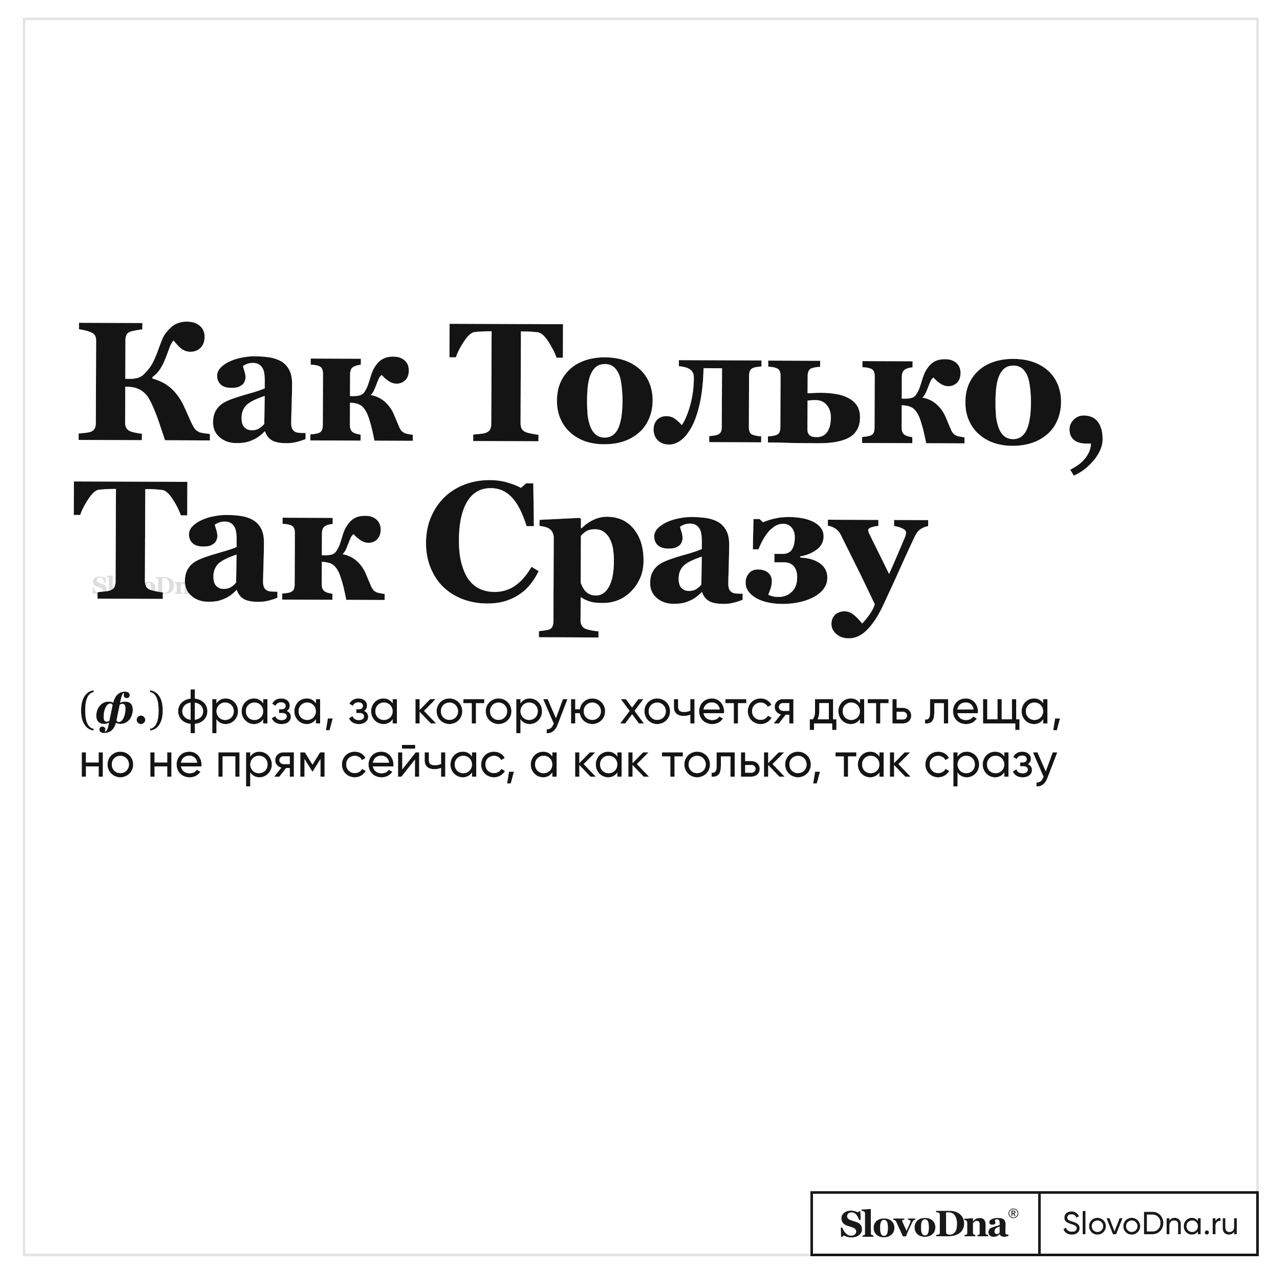 Как Только,
Так Сразу
(ф.) фраза, за которую хочется дать леща,
но не прям сейчас, а как только, так сразу
SlovoDna® SlovoDna.ru